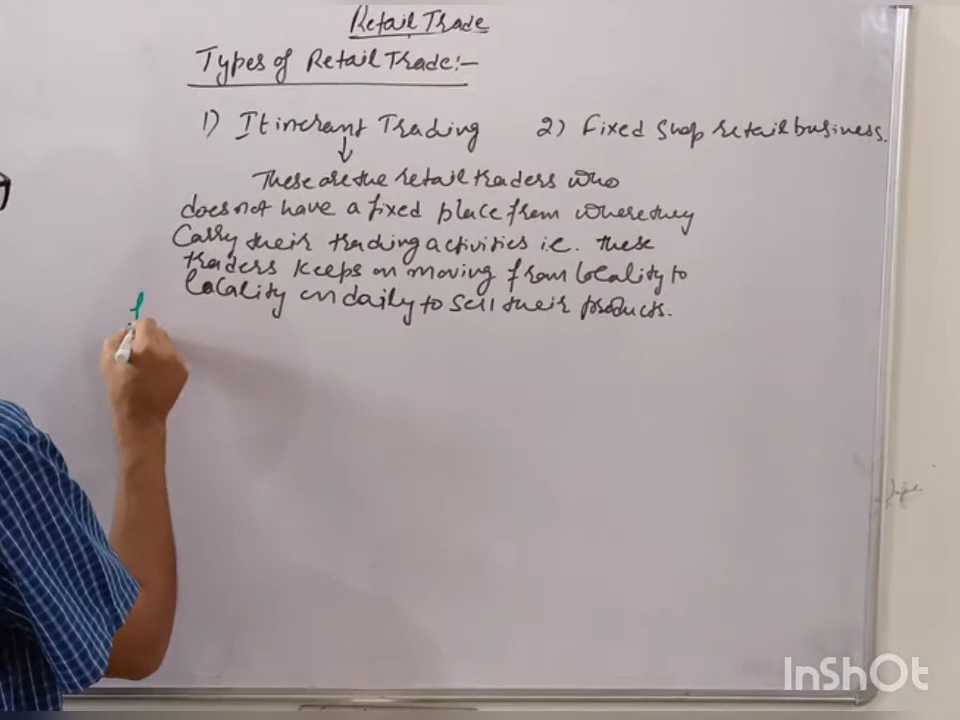 Retail Trade
Types of Retail Trade:-
1) Itinerant Trading 2) Fixed Shop retail business.
These are the retail traders who
does not have a fixed place from where they
Carry their trading activities i.e. these
traders keeps on moving from locality to
locality on daily to sell their products.
InShOt